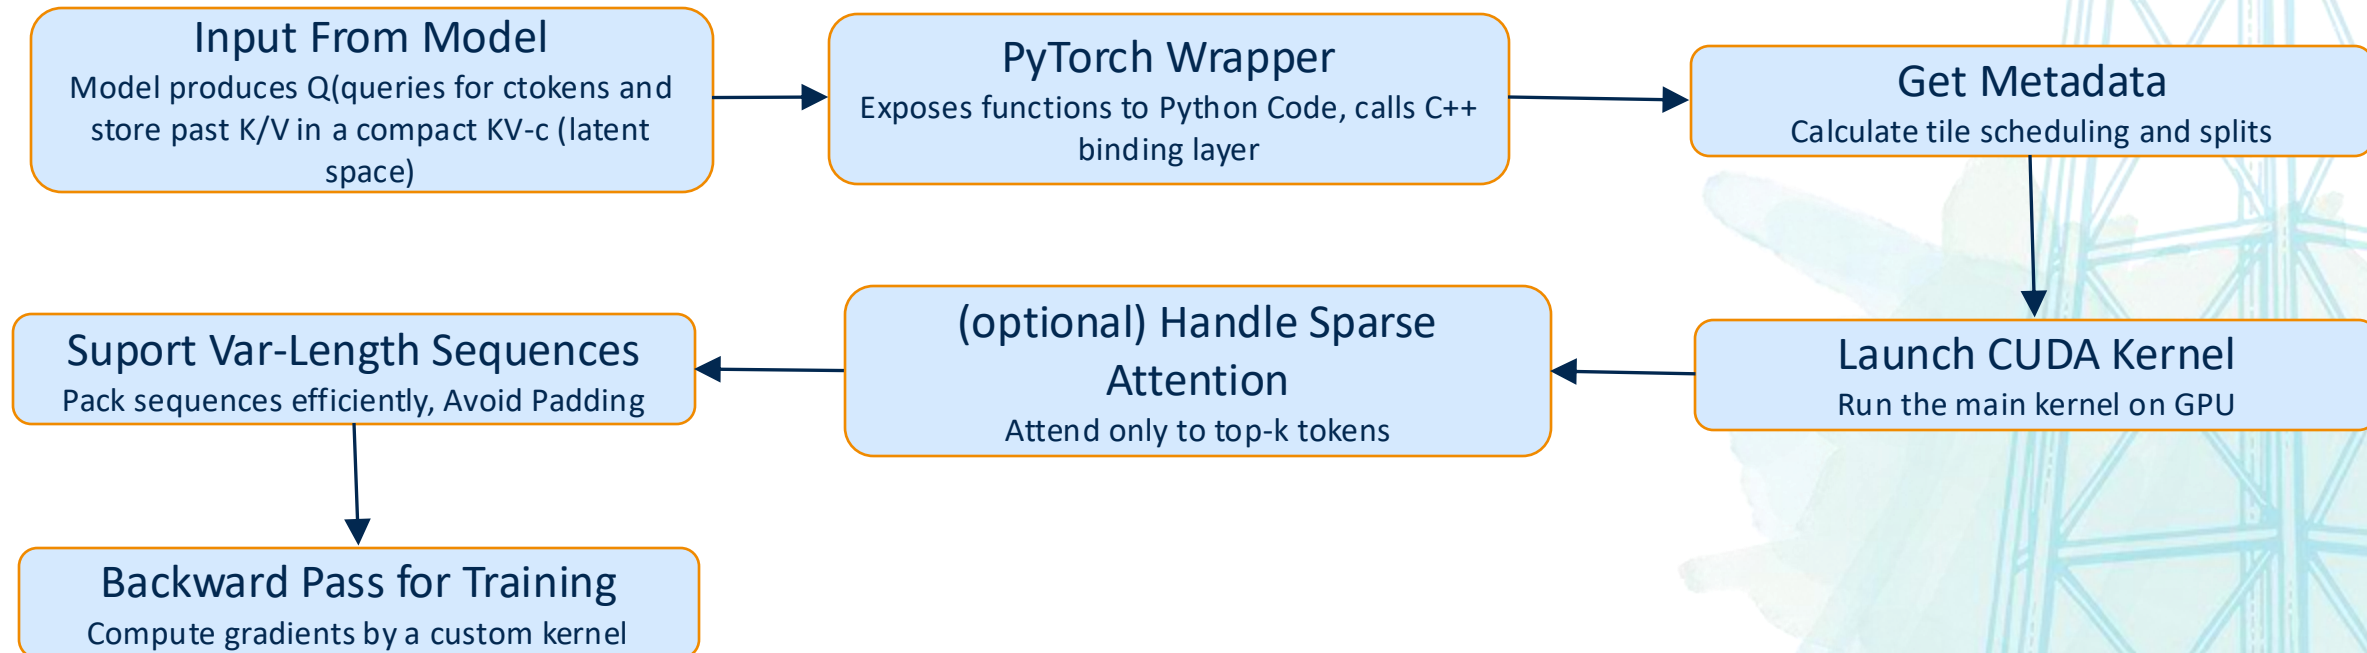 Input From Model
Model produces Q(queries for ctokens and
store past K/V in a compact KV-c (latent
space)
PyTorch Wrapper
Exposes functions to Python Code, calls C++
binding layer
Get Metadata
Calculate tile scheduling and splits
Launch CUDA Kernel
Run the main kernel on GPU
(optional) Handle Sparse
Attention
Attend only to top-k tokens
Suport Var-Length Sequences
Pack sequences efficiently, Avoid Padding
Backward Pass for Training
Compute gradients by a custom kernel